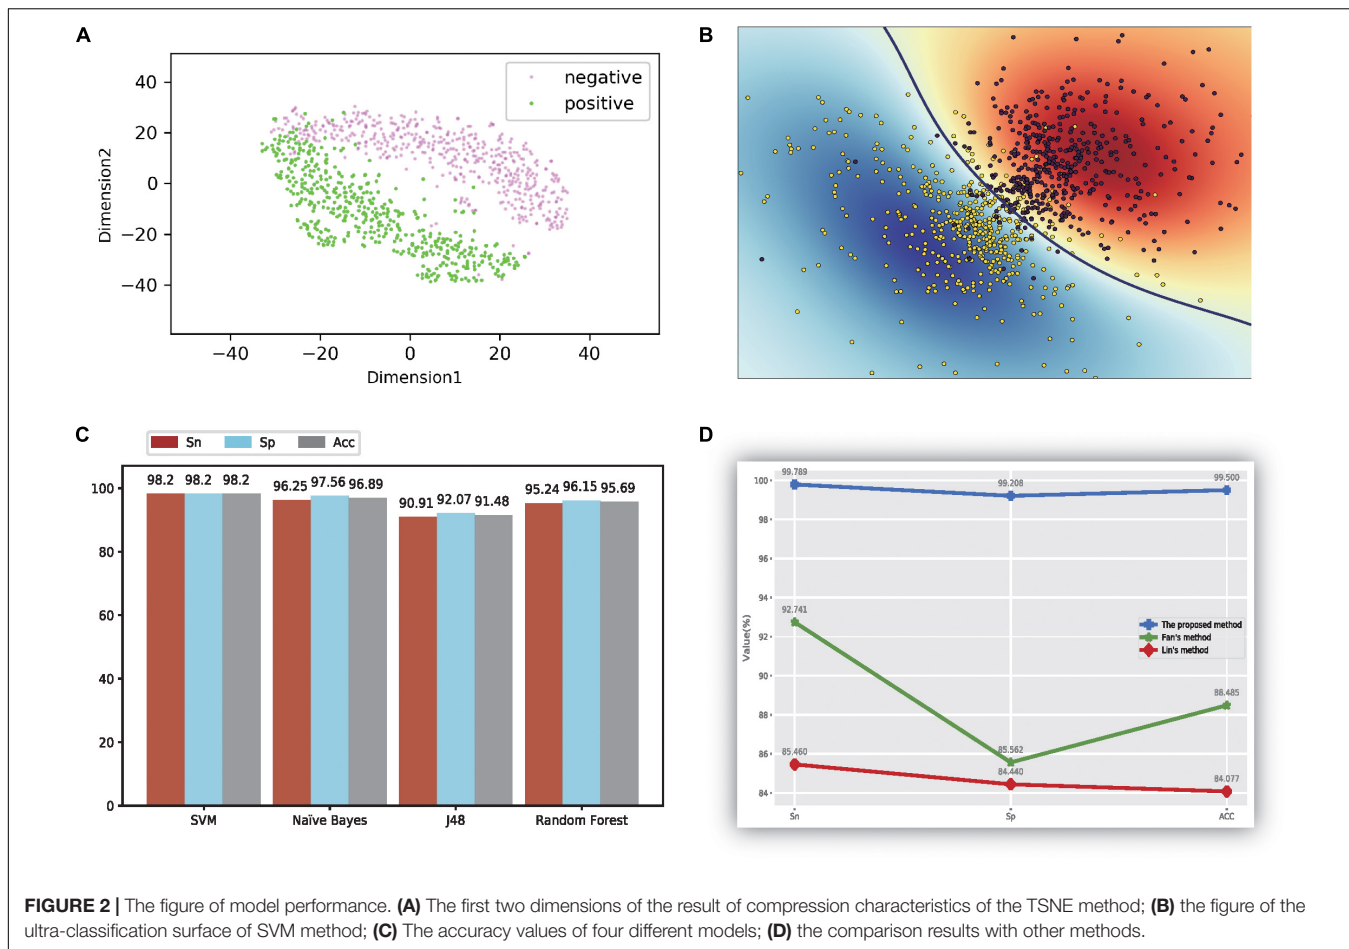 A
B
negative
positive
40
20
0
−20
−40
Dimension2
−40
−20
0
20
40
Dimension1
C
D
Sn
Sp
Acc
98.2
98.2
98.2
96.25
97.56
96.89
90.91
92.07
91.48
95.24
96.15
95.69
100
80
60
40
20
0
SVM
Naïve Bayes
J48
Random Forest
99.789
99.208
99.500
92.741
85.562
88.485
85.460
84.440
84.077
100
98
96
94
92
90
88
86
84
Value(%)
The proposed method
Fan's method
Lin's method
Sn
Sp
ACC
FIGURE 2 | The figure of model performance. (A) The first two dimensions of the result of compression characteristics of the TSNE method; (B) the figure of the
ultra-classification surface of SVM method; (C) The accuracy values of four different models; (D) the comparison results with other methods.